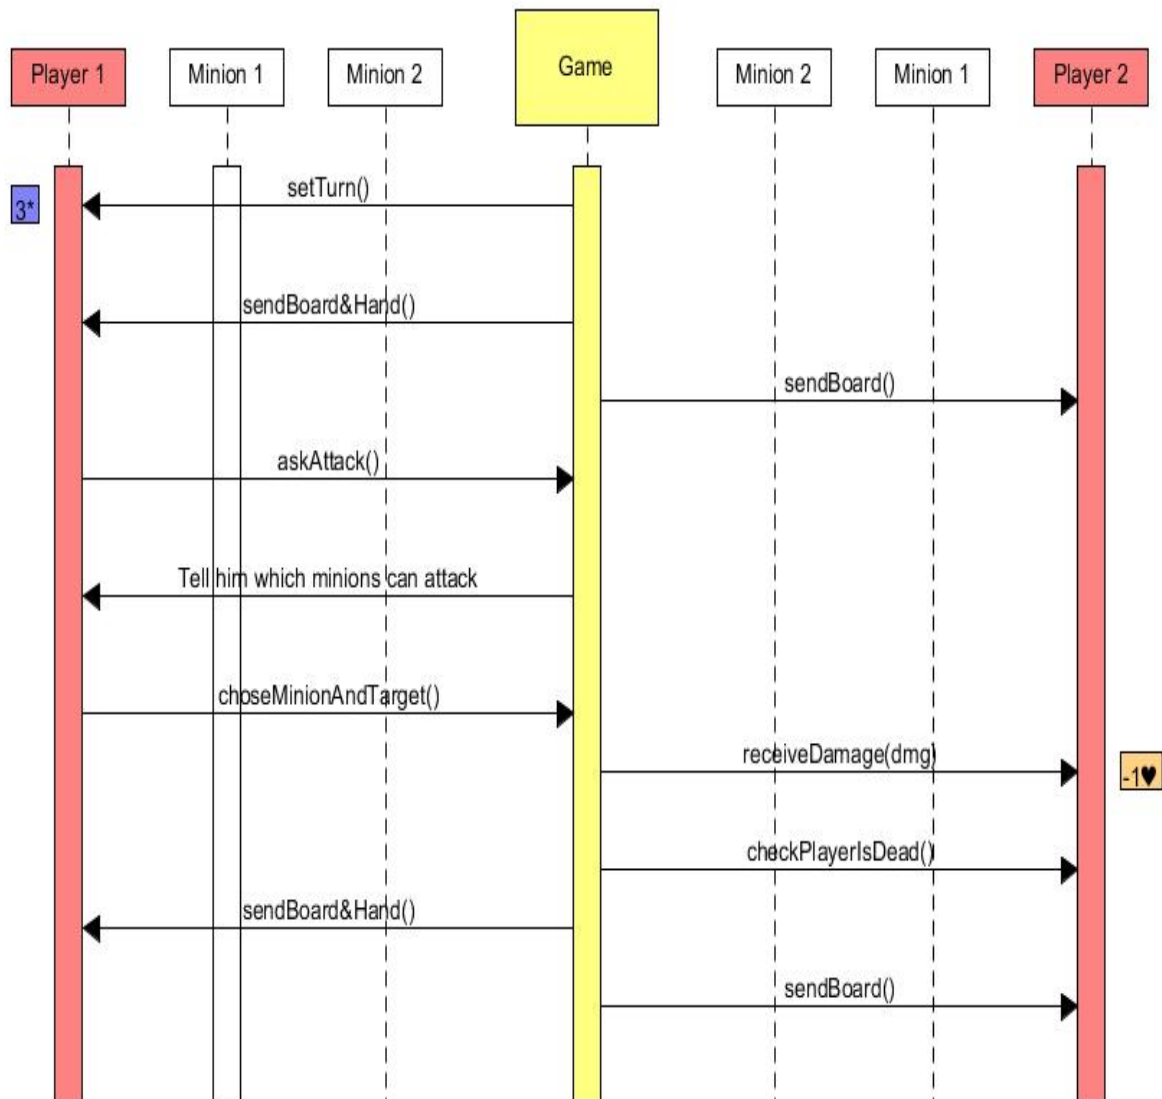 Player 1
Minion 1
Minion 2
Game
Minion 2
Minion 1
Player 2
setTurn()
3*
sendBoard&Hand()
sendBoard()
askAttack()
Tell him which minions can attack
choseMinionAndTarget()
receiveDamage(dmg)
-1♥
checkPlayerIsDead()
sendBoard&Hand()
sendBoard()